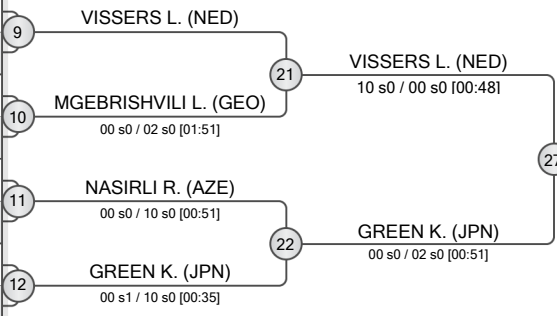 9
VISSERS L. (NED)
21
VISSERS L. (NED)
10 s0 / 00 s0 [00:48]
10
MGEBRISHVILI L. (GEO)
00 s0 / 02 s0 [01:51]
27
11
NASIRLI R. (AZE)
00 s0 / 10 s0 [00:51]
22
GREEN K. (JPN)
00 s0 / 02 s0 [00:51]
12
GREEN K. (JPN)
00 s1 / 10 s0 [00:35]